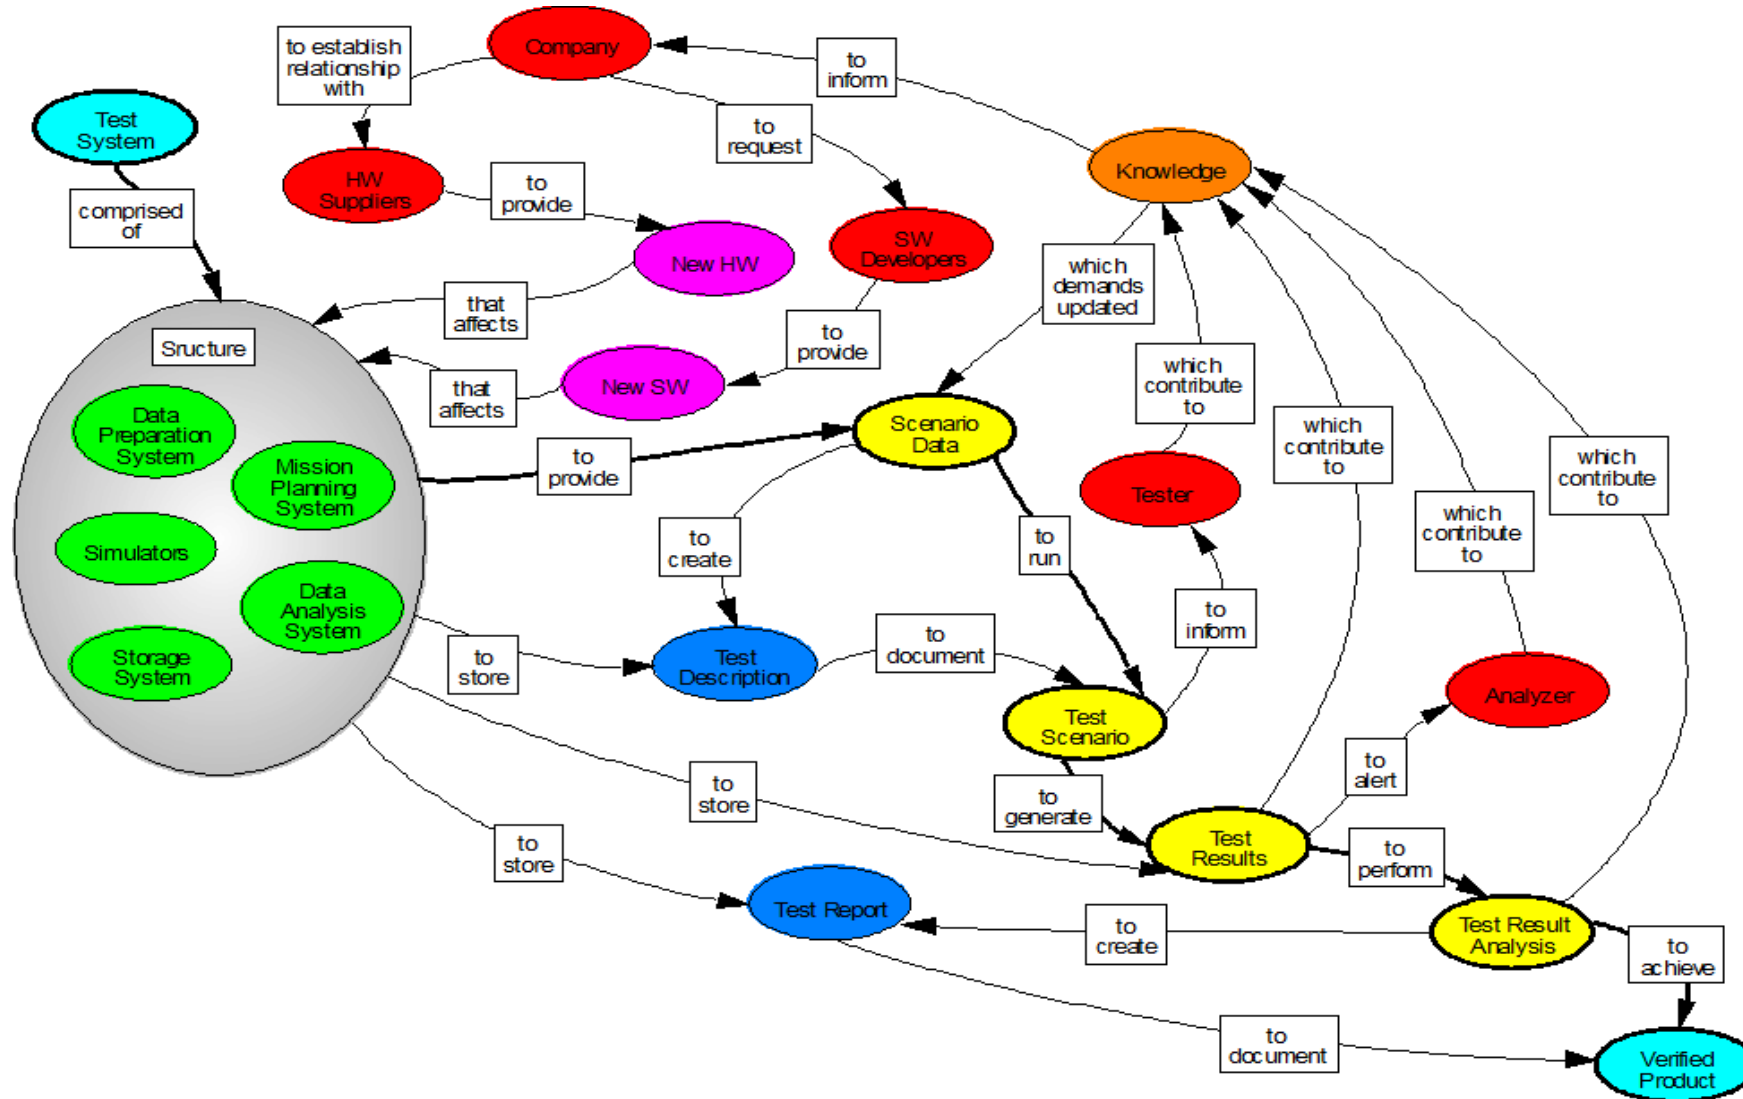 to establish
relationship
with
Company
to
inform
Test
System
to
request
HW
Suppliers
to
provide
Knowledge
comprised
of
SW
Developers
New HW
which
demands
updated
that
affects
Sructure
to
provide
New SW
that
affects
which
contribute
to
Data
Preparation
System
Scenario
Data
which
contribute
to
which
contribute
to
Mission
Planning
System
to
provide
Tester
which
contribute
to
Simulators
to
create
to
run
Data
Analysis
System
to
inform
Storage
System
to
store
Test
Description
to
document
Analyzer
Test
Scenario
to
store
to
generate
to
alert
to
store
Test
Results
to
perform
Test Report
to
create
Test Result
Analysis
to
achieve
to
document
Verified
Product